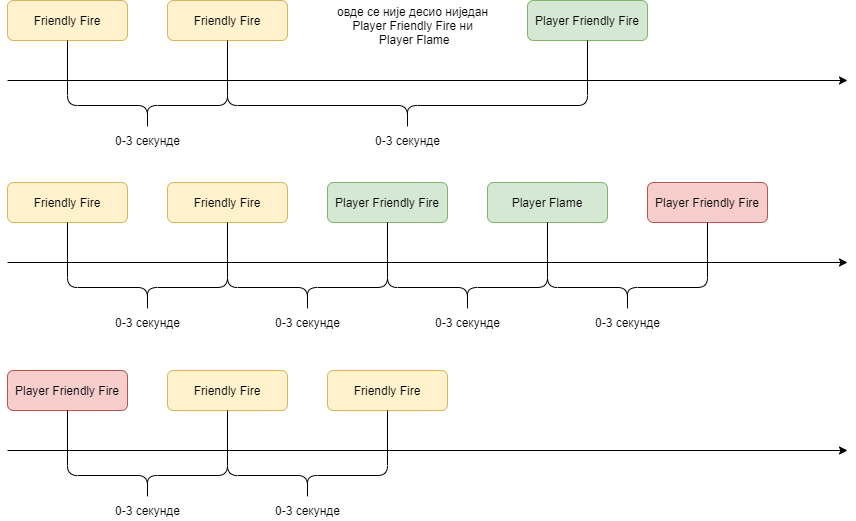 Friendly Fire
Friendly Fire
овде се није десио ниједан
Player Friendly Fire ни
Player Flame
Player Friendly Fire
0-3 секунде
0-3 секунде
Friendly Fire
Friendly Fire
Player Friendly Fire
Player Flame
Player Friendly Fire
0-3 секунде
0-3 секунде
0-3 секунде
0-3 секунде
Player Friendly Fire
Friendly Fire
Friendly Fire
0-3 секунде
0-3 секунде